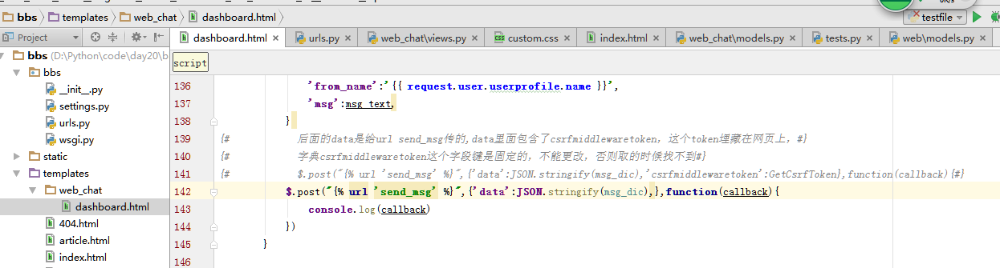 bbs templates web_chat dashboard.html testfile
Project dashboard.html urls.py web_chat\views.py custom.css index.html web_chat\models.py tests.py web\models.py
bbs (D:\Python\code\day20\b
bbs
__init__.py
settings.py
urls.py
wsgi.py
static
templates
web_chat
dashboard.html
404.html
article.html
index.html
script
136 'from_name':'{{ request.user.userprofile.name }}',
137 'msg':msg_text,
138 }
139 {# 后面的data是给url send_msg传的,data里面包含了csrfmiddlewaretoken，这个token埋藏在网页上，#}
140 {# 字典csrfmiddlewaretoken这个字段键是固定的，不能更改，否则取的时候找不到#}
141 {# $.post("{% url 'send_msg' %}",{'data':JSON.stringify(msg_dic),'csrfmiddlewaretoken':GetCsrfToken},function(callback){#}
142 $.post("{% url 'send_msg' %}",{'data':JSON.stringify(msg_dic),},function(callback){
143 console.log(callback)
144 })
145 }
146